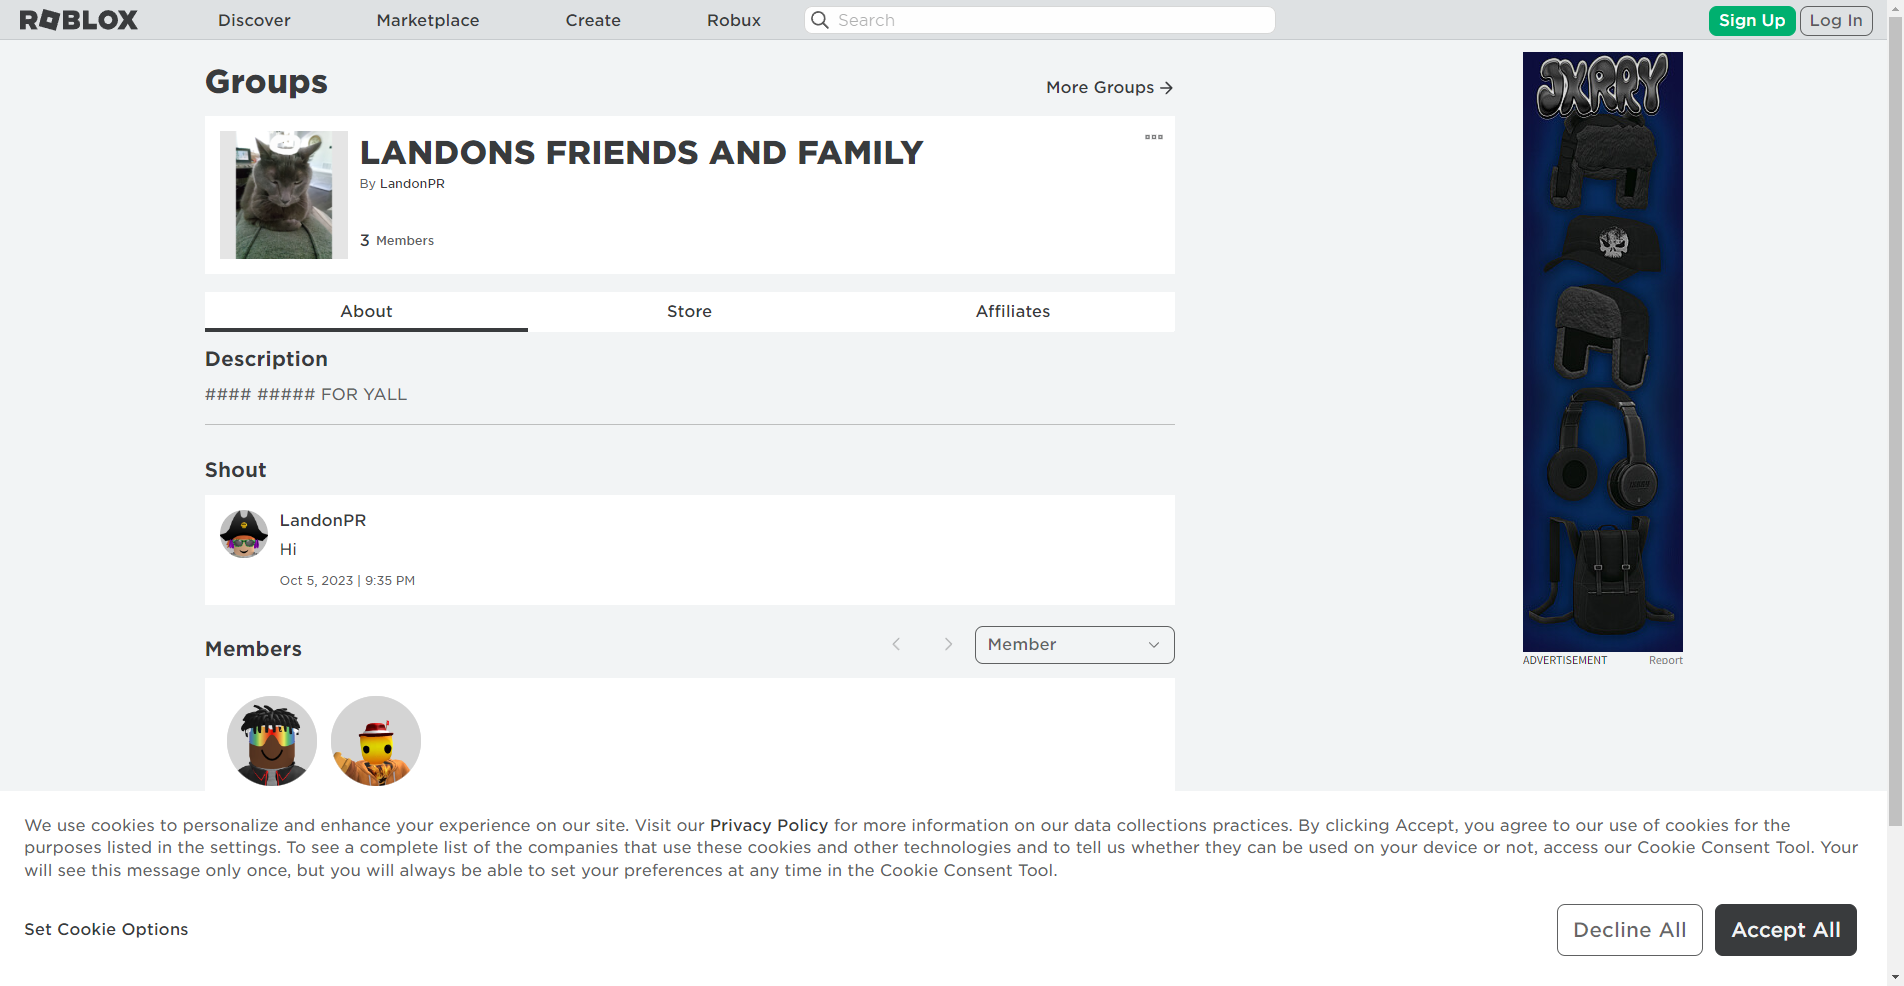 ROBLOX
Discover
Marketplace
Create
Robux
Search
Sign Up
Log In
Groups
More Groups
LANDONS FRIENDS AND FAMILY
By LandonPR
3 Members
About
Store
Affiliates
Description
#### ##### FOR YALL
Shout
LandonPR
Hi
Oct 5, 2023 | 9:35 PM
Members
Member
JXRRY
ADVERTISEMENT
Report
We use cookies to personalize and enhance your experience on our site. Visit our Privacy Policy for more information on our data collections practices. By clicking Accept, you agree to our use of cookies for the
purposes listed in the settings. To see a complete list of the companies that use these cookies and other technologies and to tell us whether they can be used on your device or not, access our Cookie Consent Tool. Your
will see this message only once, but you will always be able to set your preferences at any time in the Cookie Consent Tool.
Set Cookie Options
Decline All
Accept All